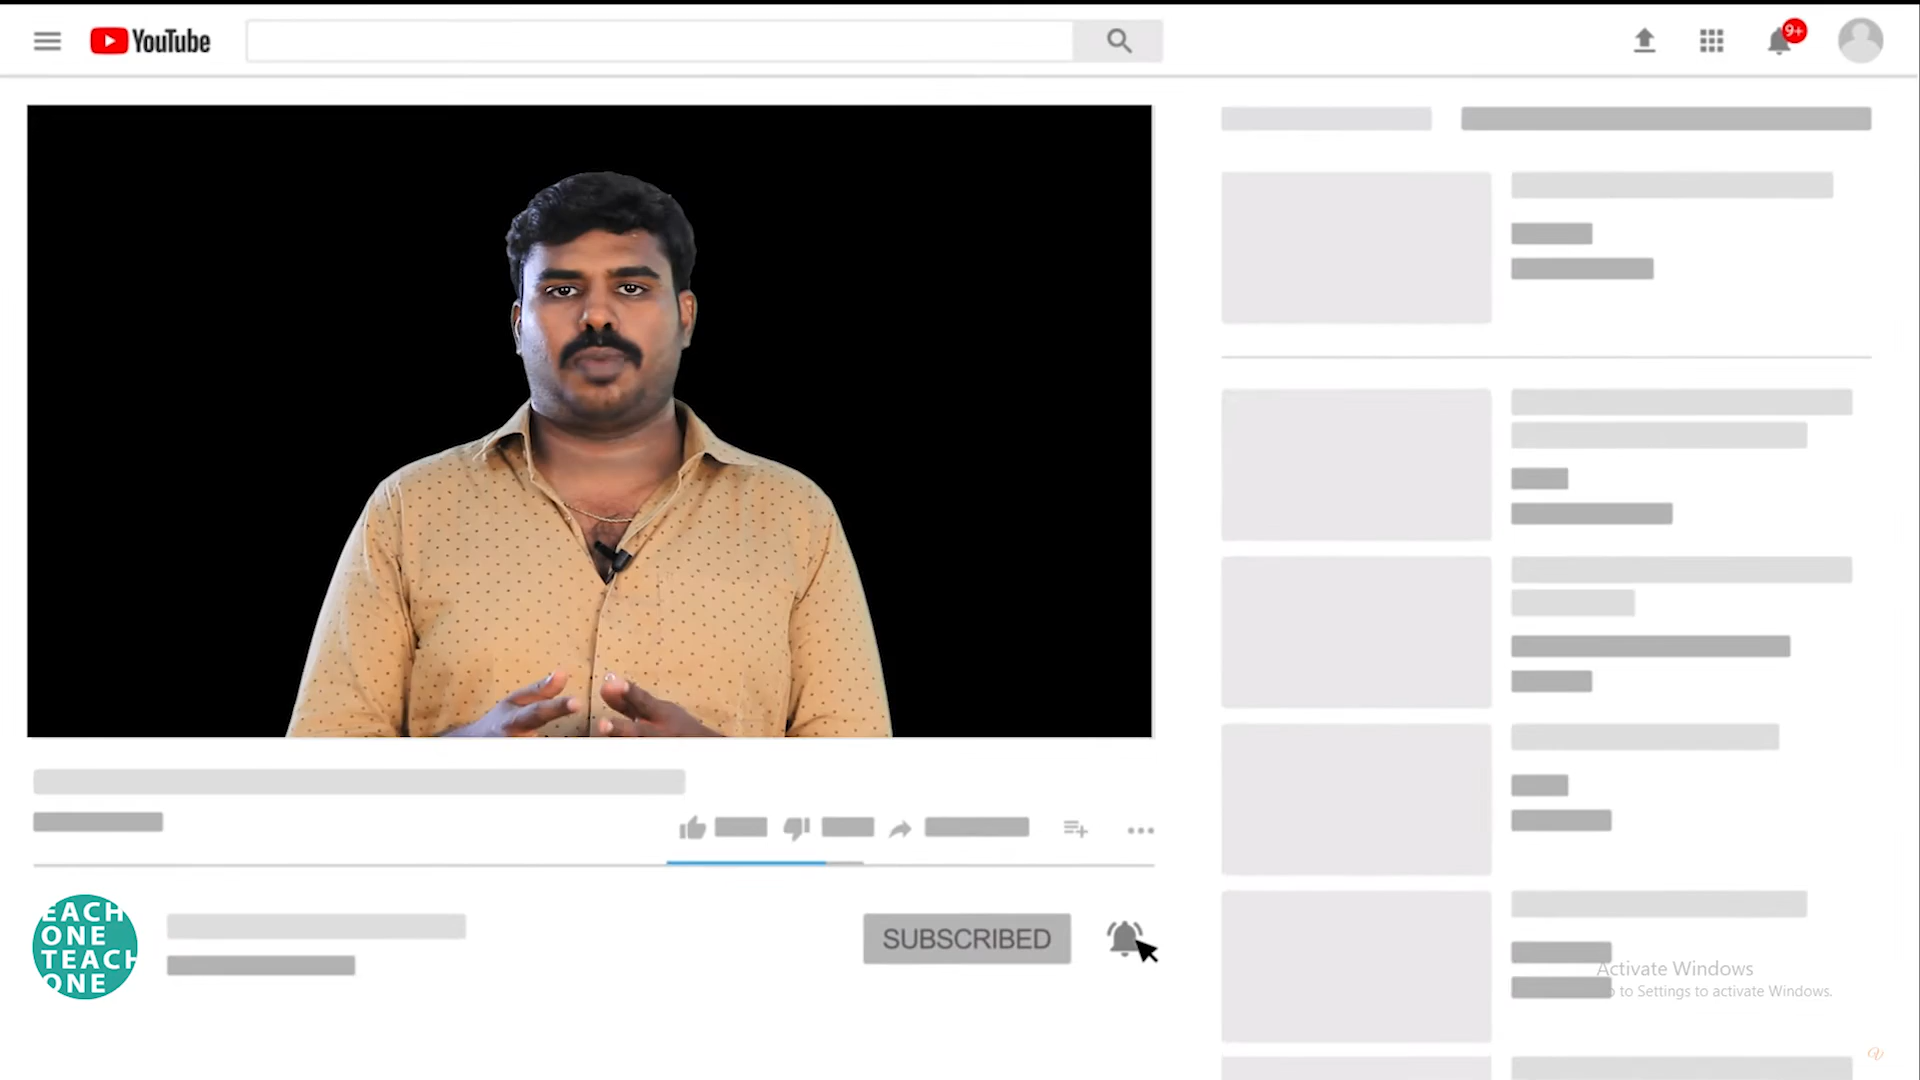 YouTube
9+
EACH
ONE
TEACH
ONE
SUBSCRIBED
Activate Windows
to Settings to activate Windows.